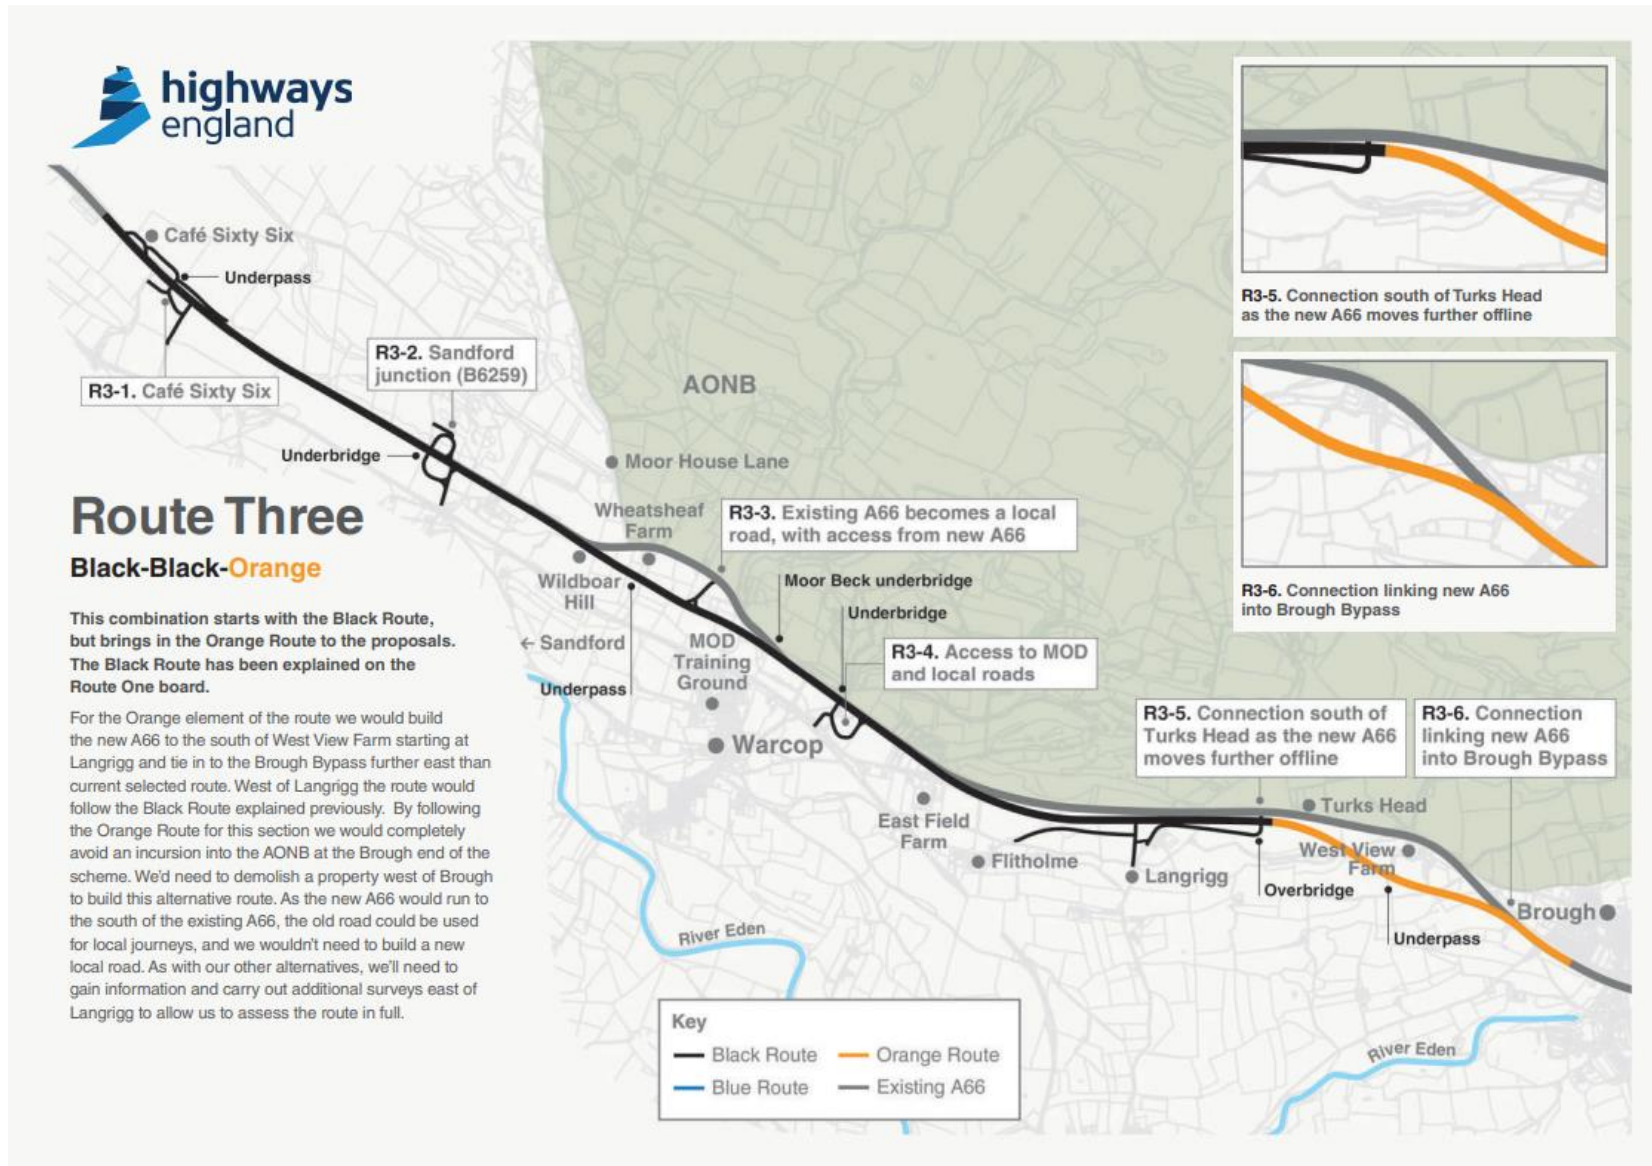 highways
england
Café Sixty Six
Underpass
R3-1. Café Sixty Six
R3-2. Sandford
junction (B6259)
Underbridge
AONB
Moor House Lane
Wheatsheaf
Farm
R3-3. Existing A66 becomes a local
road, with access from new A66
Wildboar
Hill
Moor Beck underbridge
Underbridge
← Sandford
MOD
Training
Ground
Underpass
R3-4. Access to MOD
and local roads
Warcop
East Field
Farm
Flitholme
Langrigg
R3-5. Connection south of
Turks Head as the new A66
moves further offline
R3-6. Connection
linking new A66
into Brough Bypass
Turks Head
West View
Farm
Overbridge
Underpass
Brough
River Eden
River Eden
Route Three
Black-Black-Orange
This combination starts with the Black Route,
but brings in the Orange Route to the proposals.
The Black Route has been explained on the
Route One board.
For the Orange element of the route we would build
the new A66 to the south of West View Farm starting at
Langrigg and tie in to the Brough Bypass further east than
current selected route. West of Langrigg the route would
follow the Black Route explained previously. By following
the Orange Route for this section we would completely
avoid an incursion into the AONB at the Brough end of the
scheme. We'd need to demolish a property west of Brough
to build this alternative route. As the new A66 would run to
the south of the existing A66, the old road could be used
for local journeys, and we wouldn't need to build a new
local road. As with our other alternatives, we'll need to
gain information and carry out additional surveys east of
Langrigg to allow us to assess the route in full.
Key
Black Route
Orange Route
Blue Route
Existing A66
R3-5. Connection south of Turks Head
as the new A66 moves further offline
R3-6. Connection linking new A66
into Brough Bypass